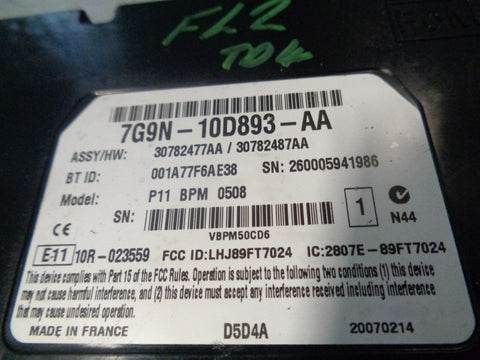 FL2
TD4
7G9N-10D893-AA
ASSY/HW: 30782477AA / 30782487AA
BT ID: 001A77F6AE38 SN: 260005941986
Model: P11 BPM 0508
SN:
VBPM50CD6
1
N44
CE
E11 10R-023559 FCC ID:LHJ89FT7024 IC:2807E-89FT7024
This device complies with Part 15 of the FCC Rules. Operation is subject to the following two conditions (1) this device
may not cause harmful interference, and (2) this device must accept any interference received, including interference
that may cause undesired operation.
MADE IN FRANCE D5D4A 20070214